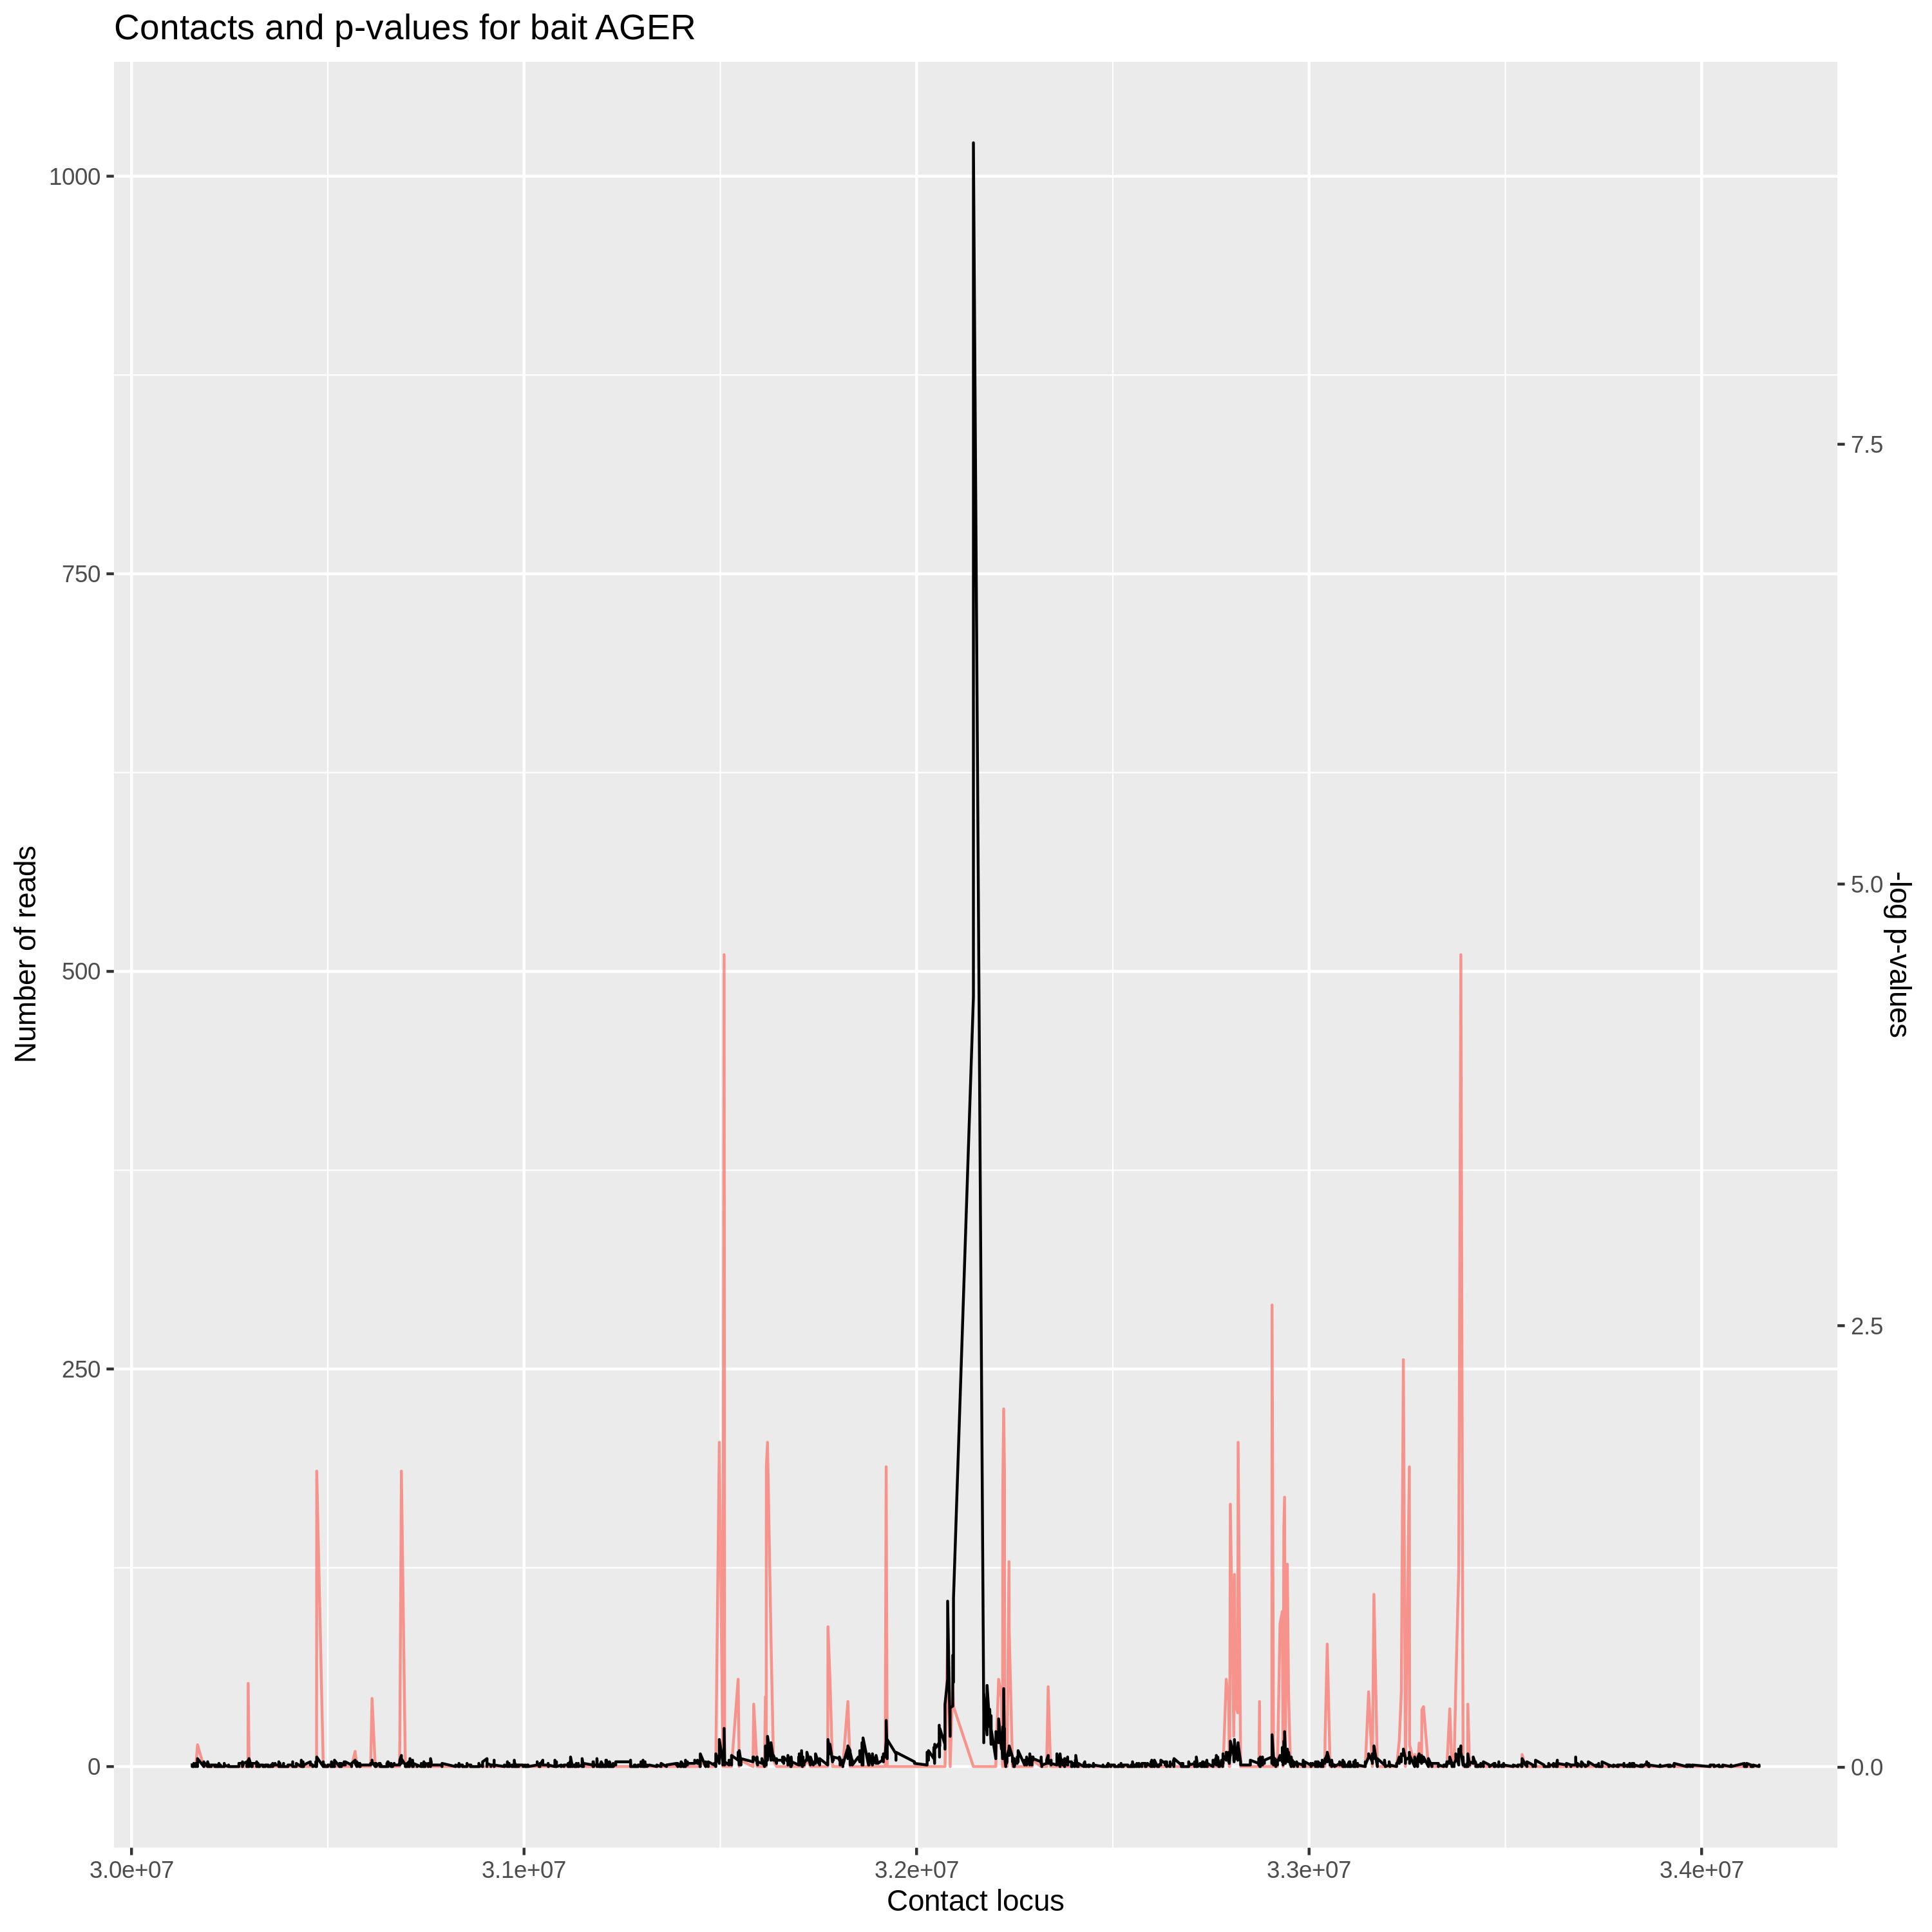 Contacts and p-values for bait AGER
1000
750
500
250
0
Number of reads
7.5
5.0
2.5
0.0
-log p-values
3.0e+07
3.1e+07
3.2e+07
3.3e+07
3.4e+07
Contact locus